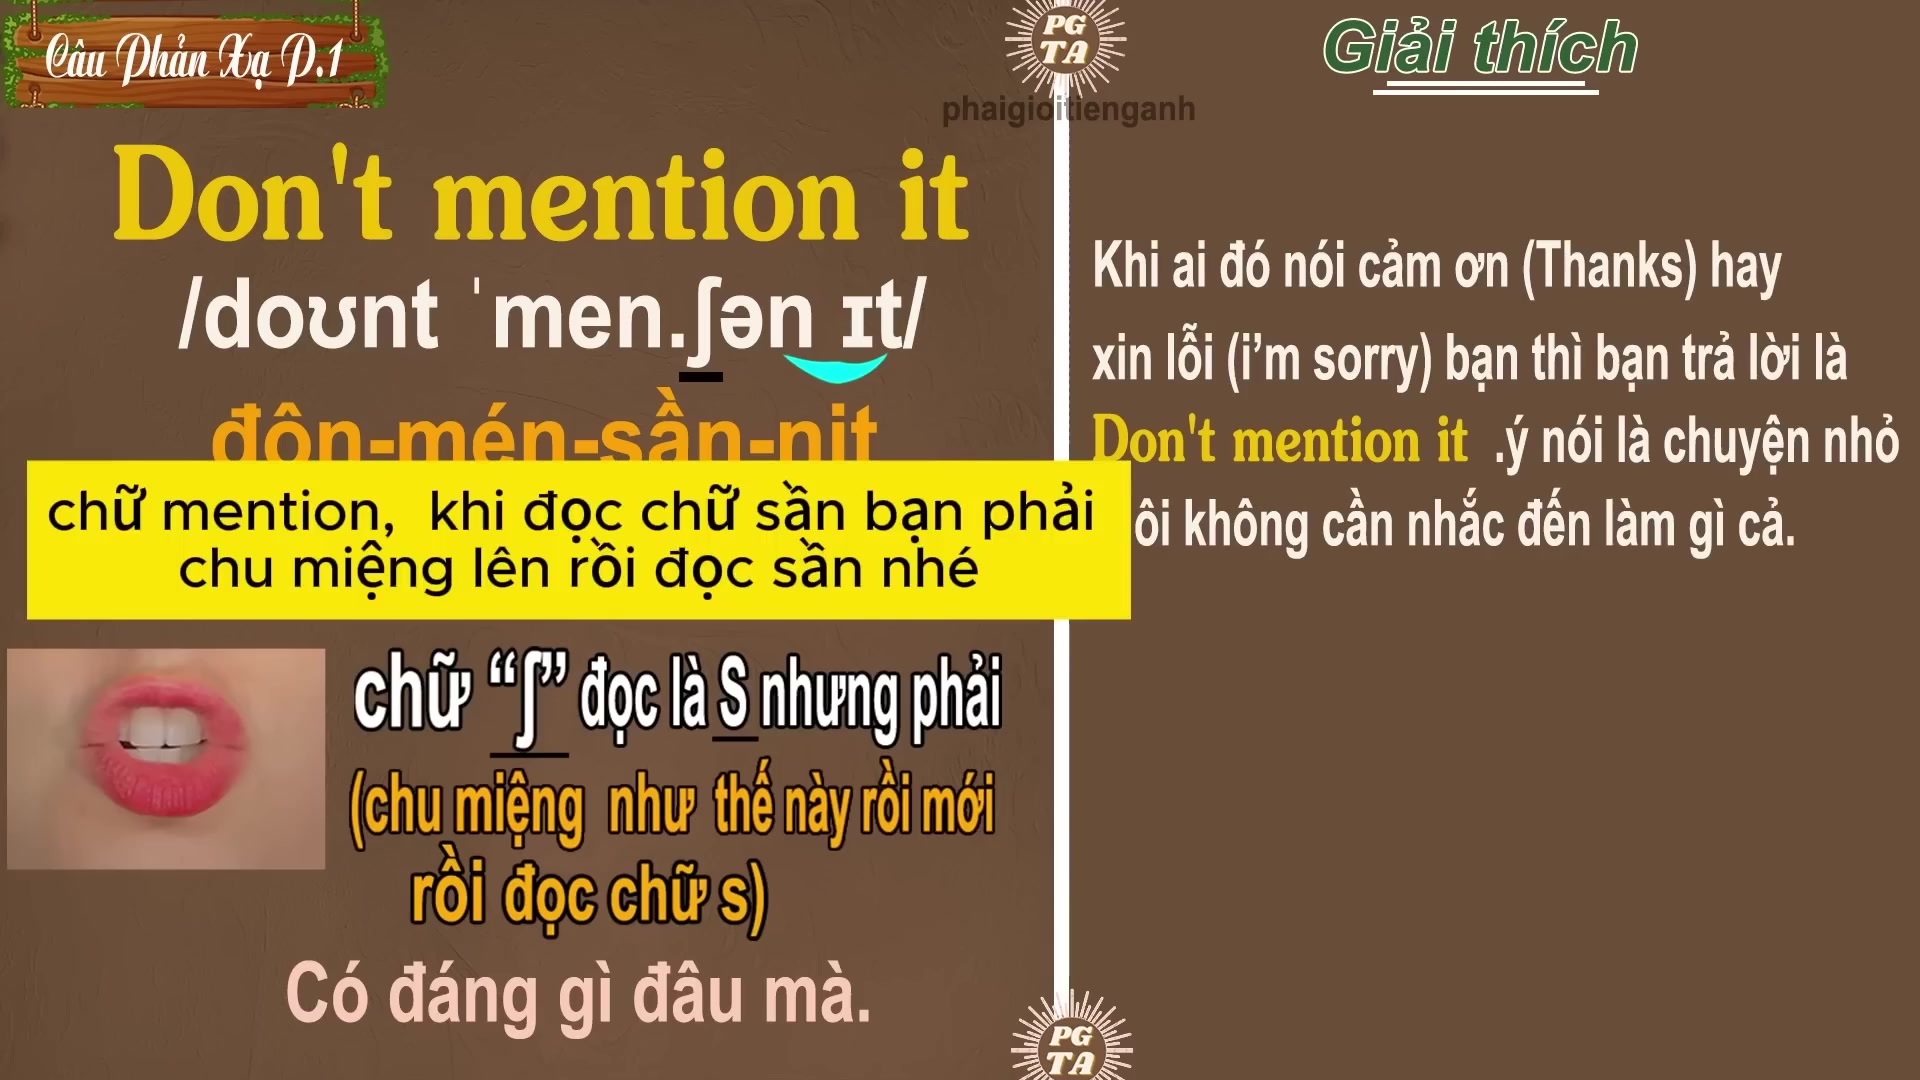 Câu Phản Xạ P.1
Don't mention it
/doʊnt ˈmen.ʃən ɪt/
đôn-mén-sần-nit
chữ mention, khi đọc chữ sần bạn phải
chu miệng lên rồi đọc sần nhé
chữ “ʃ” đọc là S nhưng phải
(chu miệng như thế này rồi mới
rồi đọc chữ s)
Có đáng gì đâu mà.
PG
TA
phaigioitienganh
Giải thích
Khi ai đó nói cảm ơn (Thanks) hay
xin lỗi (i’m sorry) bạn thì bạn trả lời là
Don't mention it .ý nói là chuyện nhỏ
ôi không cần nhắc đến làm gì cả.
PG
TA